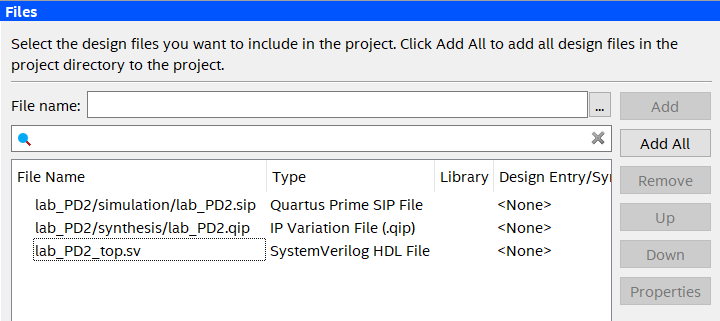 Files
Select the design files you want to include in the project. Click Add All to add all design files in the
project directory to the project.
File name: ... Add
Add All
File Name Type Library Design Entry/Syn
Remove
lab_PD2/simulation/lab_PD2.sip Quartus Prime SIP File <None>
lab_PD2/synthesis/lab_PD2.qip IP Variation File (.qip) <None>
Up
lab_PD2_top.sv SystemVerilog HDL File <None>
Down
Properties